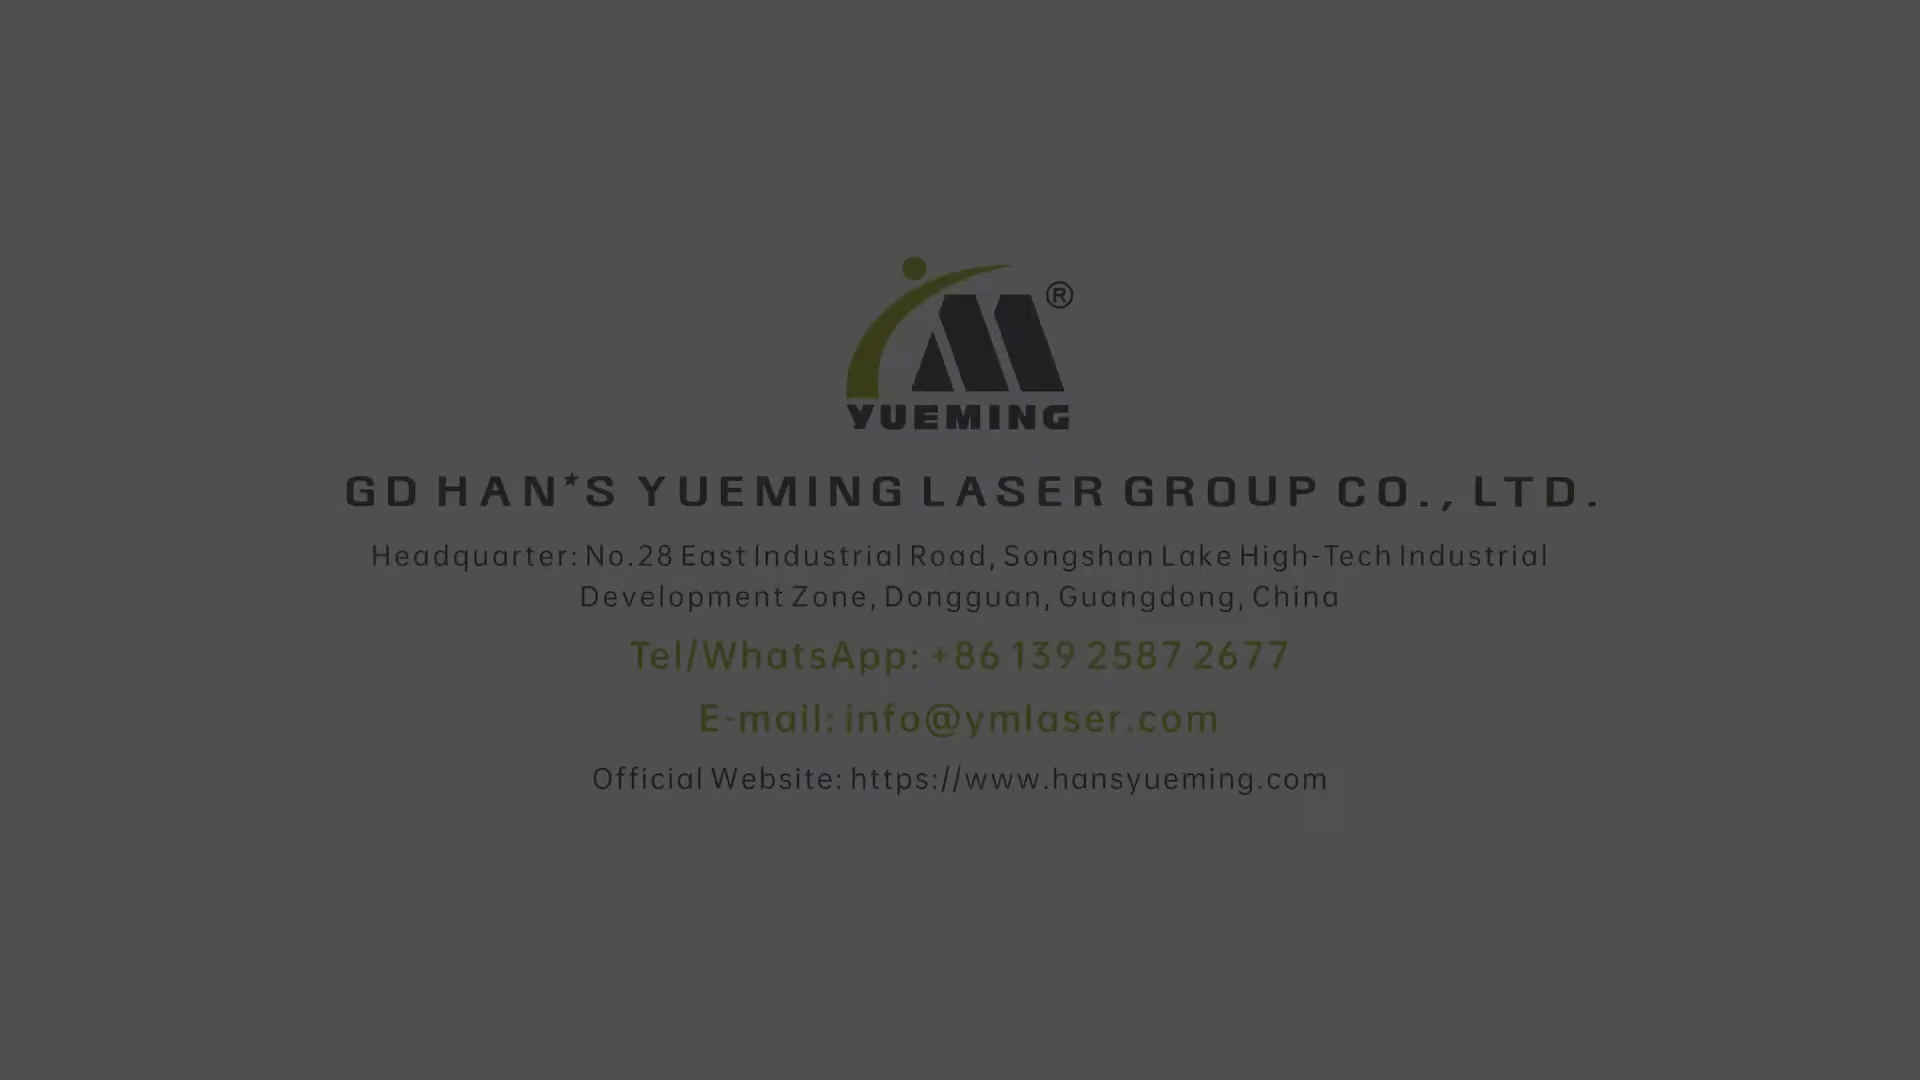 ®
YUEMING
GD HAN*S YUEMING LASER GROUP CO., LTD.
Headquarter: No.28 East Industrial Road, Songshan Lake High-Tech Industrial
Development Zone, Dongguan, Guangdong, China
Tel/WhatsApp: +86 139 2587 2677
E-mail: info@ymlaser.com
Official Website: https://www.hansyueming.com